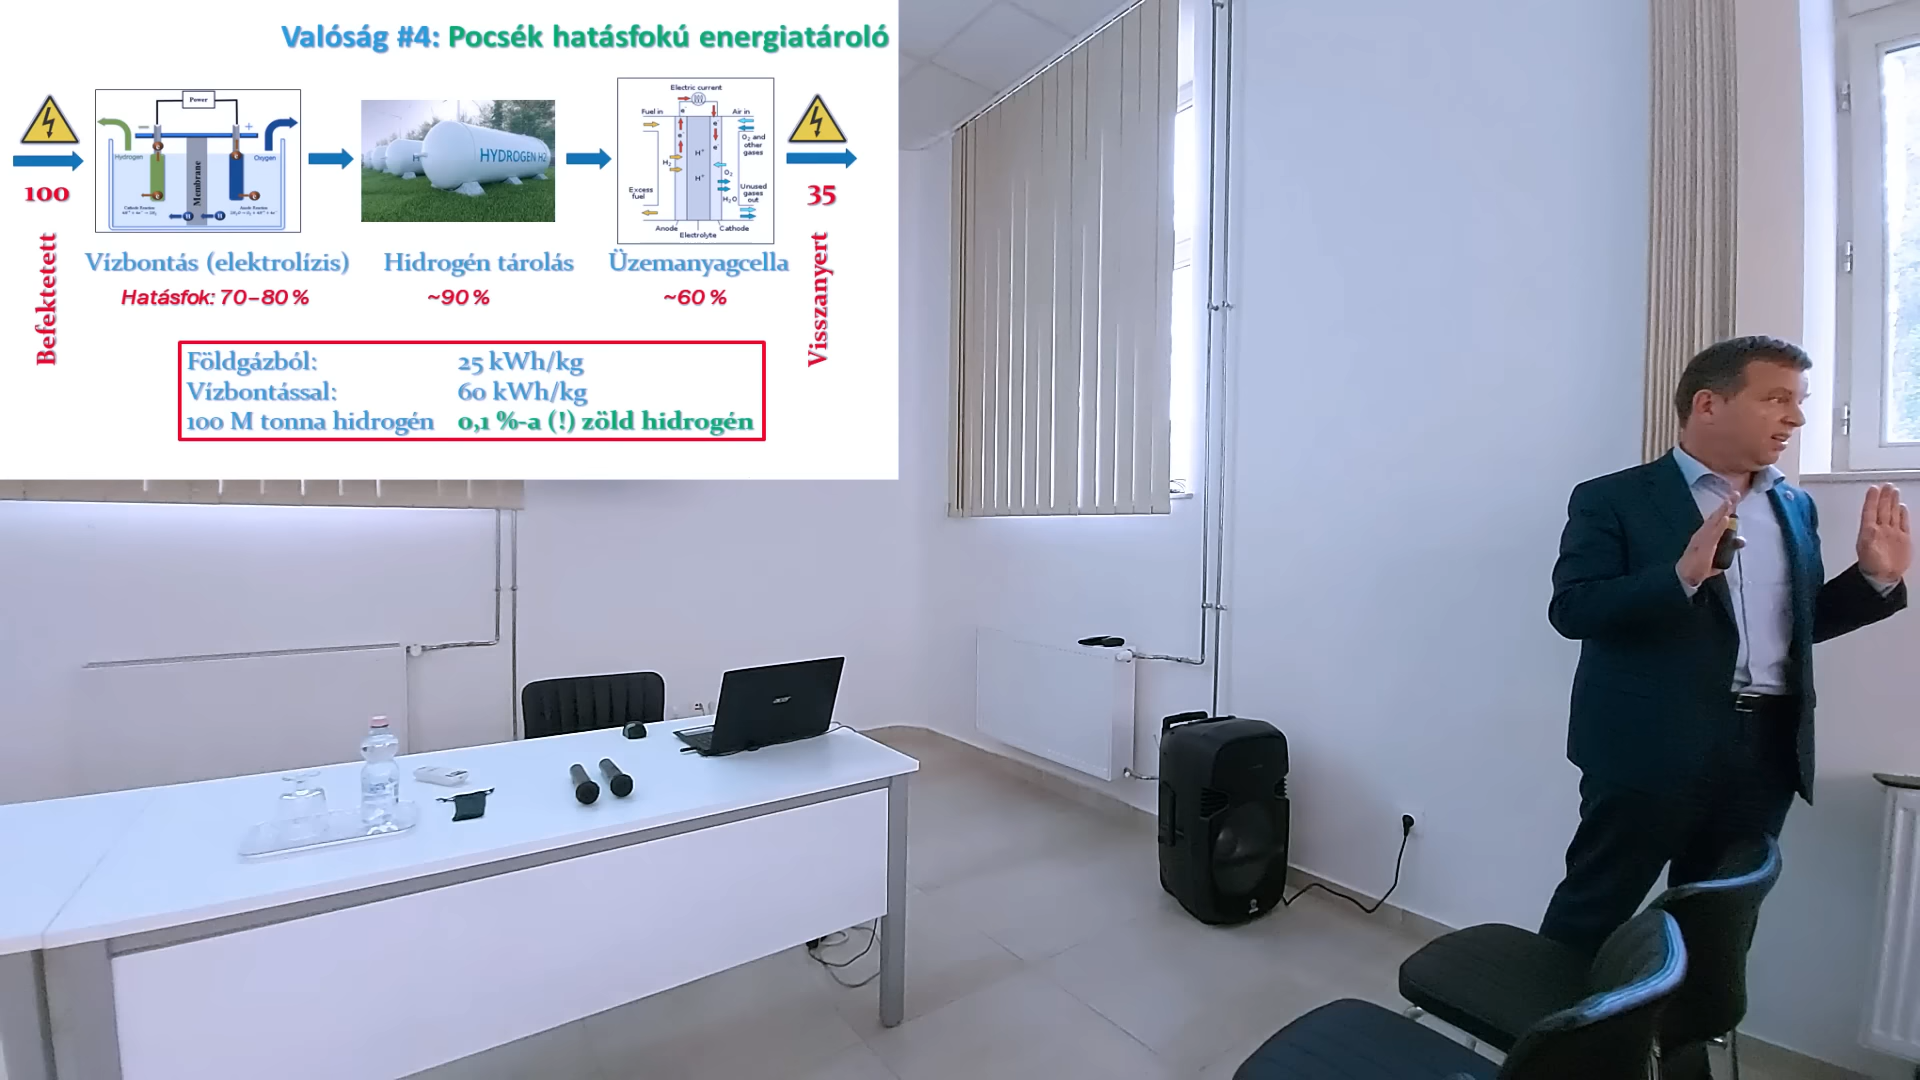 Valóság #4: Pocsék hatásfokú energiatároló
100
Befektetett
Power
Hydrogen
Oxygen
Membrane
Vízbontás (elektrolízis)
Hatásfok: 70–80 %
HYDROGEN H2
Hidrogén tárolás
~90 %
Electric current
Fuel in
Air in
e⁻
O₂ and
other
gases
H₂
H⁺
H⁺
O₂
H₂O
Excess
fuel
Unused
gases
out
Anode
Cathode
Electrolyte
Üzemanyagcella
~60 %
35
Visszanyert
Földgázból: 25 kWh/kg
Vízbontással: 60 kWh/kg
100 M tonna hidrogén 0,1 %-a (!) zöld hidrogén
acer